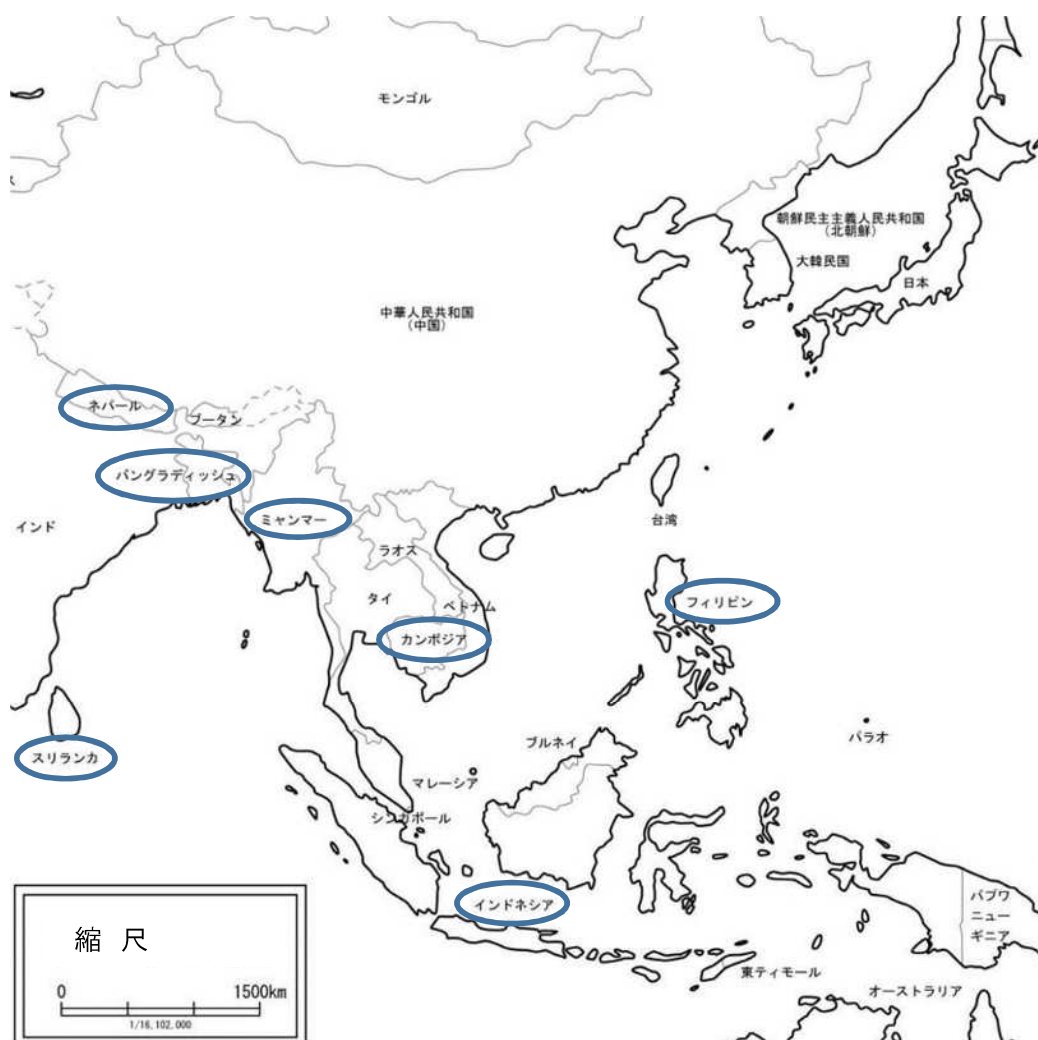 モンゴル
朝鮮民主主義人民共和国
(北朝鮮)
大韓民国
日本
中華人民共和国
(中国)
ネパール
ブータン
バングラディッシュ
インド
ミャンマー
台湾
ラオス
タイ
ベトナム
フィリピン
カンボジア
スリランカ
ブルネイ
パラオ
マレーシア
シンガポール
インドネシア
パプワ
ニュー
ギニア
東ティモール
オーストラリア
縮 尺
0 1500km
1/16,102,000